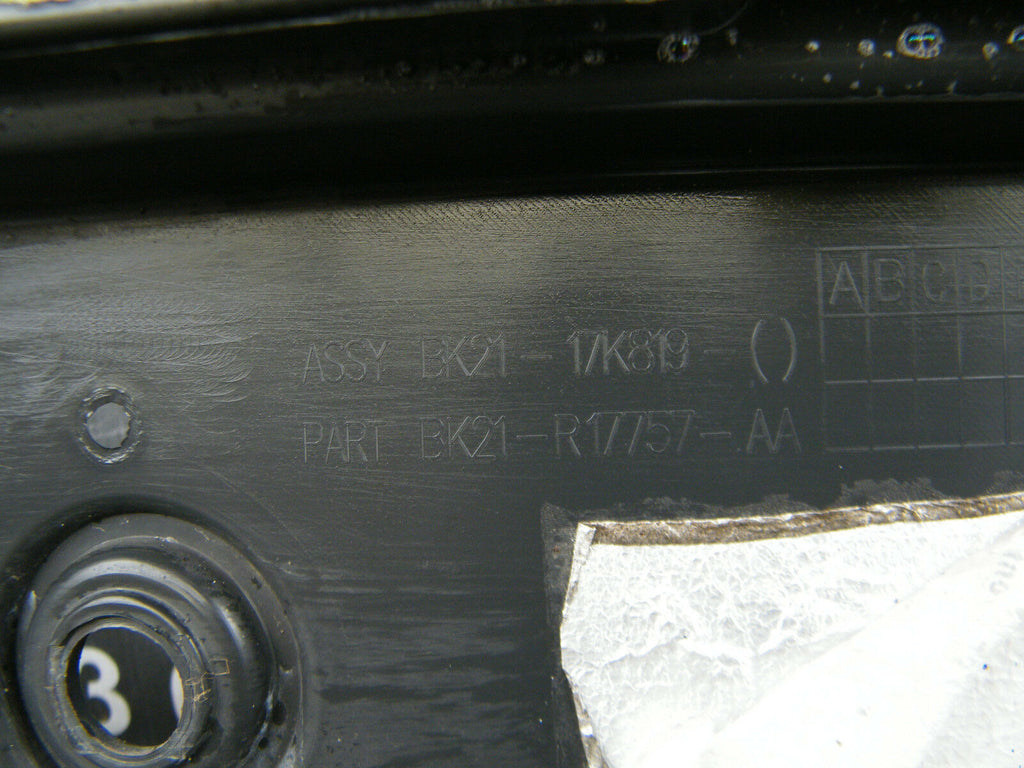 A B C D
ASSY BK21-17K819-()
PART BK21-R17757-AA
3